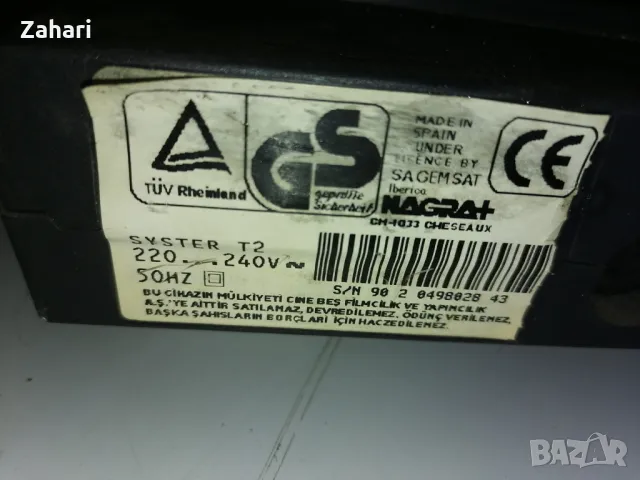 Zahari
TÜV Rheinland
GS
geprüfte
Sicherheit
MADE IN
SPAIN
UNDER
LICENCE BY
SAGEMSAT
Iberica
NAGRA+
CH-1033 CHESEAUX
CE
SYSTER T2
220....240V~
50HZ
S/N 90 2 0498028 43
BU CİHAZIN MÜLKİYETİ CINE BEŞ FİLMCİLİK VE YAPINCILIK
A.Ş.'YE AİTTİR SATILAMAZ, DEVREDİLEMEZ, ÖDÜNÇ VERİLEMEZ,
BAŞKA ŞAHISLARIN BORÇLARI İÇİN HACZEDİLEMEZ.
BAZAR